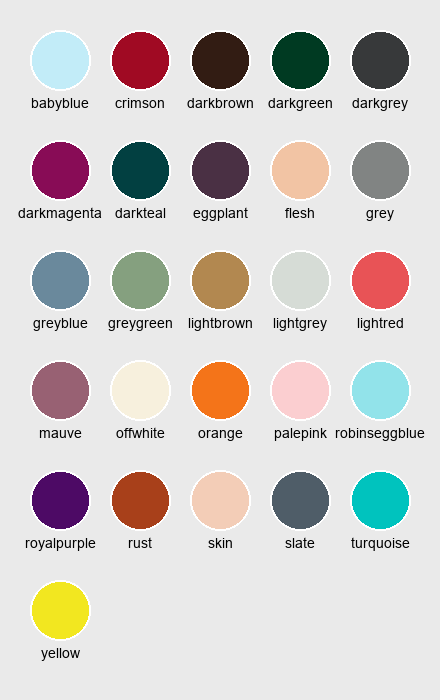 babyblue crimson darkbrown darkgreen darkgrey
darkmagenta darkteal eggplant flesh grey
greyblue greygreen lightbrown lightgrey lightred
mauve offwhite orange palepink robinseggblue
royalpurple rust skin slate turquoise
yellow